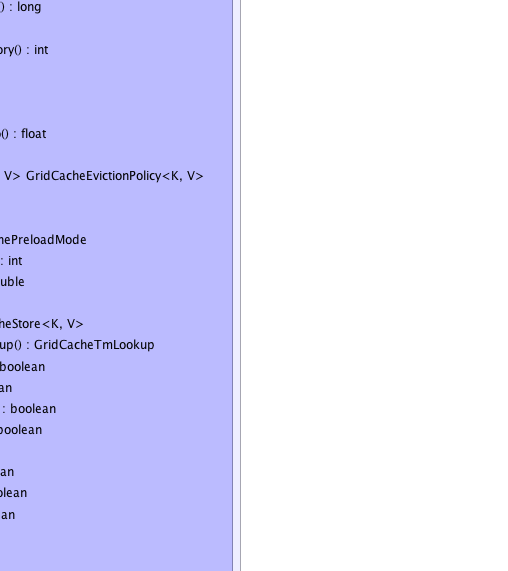 () : long
ory() : int
() : float
V> GridCacheEvictionPolicy<K, V>
hePreloadMode
: int
uble
heStore<K, V>
up() : GridCacheTmLookup
boolean
an
: boolean
boolean
an
olean
an